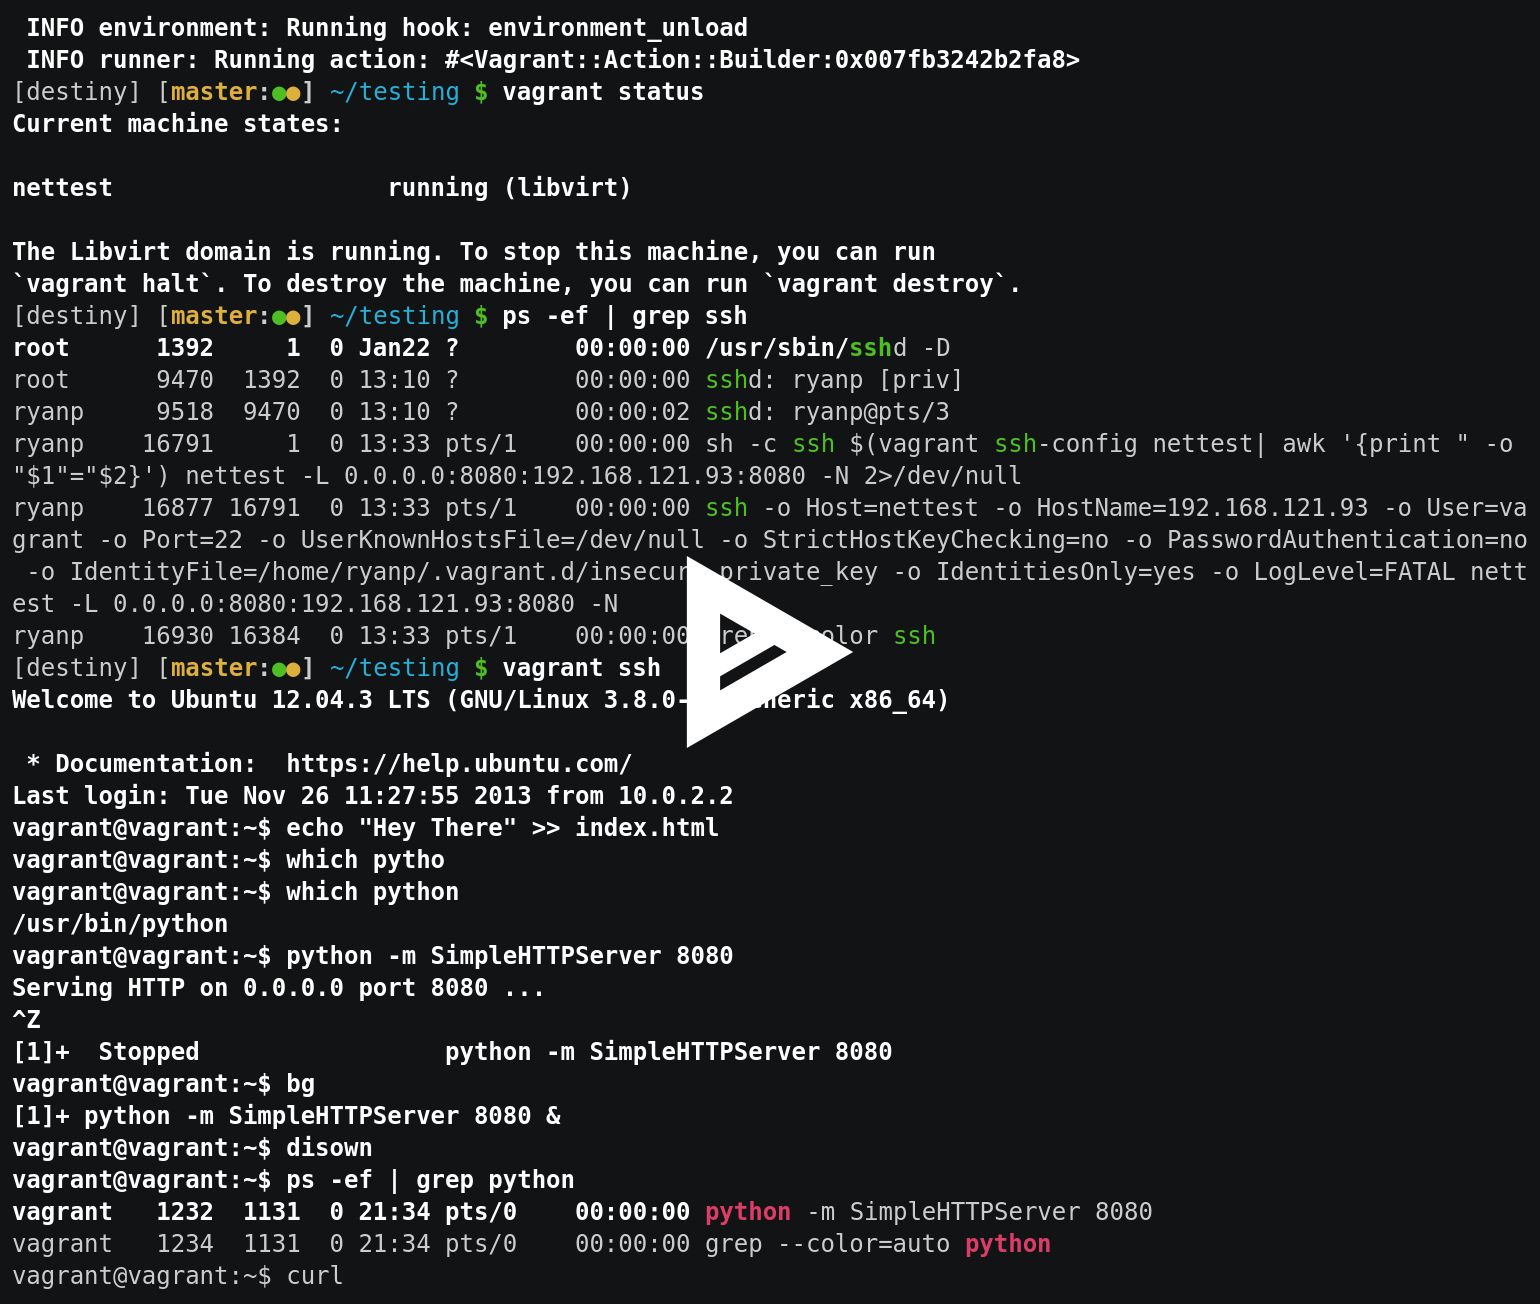 INFO environment: Running hook: environment_unload
INFO runner: Running action: #<Vagrant::Action::Builder:0x007fb3242b2fa8>
[destiny] [master:●●] ~/testing $ vagrant status
Current machine states:
nettest                   running (libvirt)
The Libvirt domain is running. To stop this machine, you can run
`vagrant halt`. To destroy the machine, you can run `vagrant destroy`.
[destiny] [master:●●] ~/testing $ ps -ef | grep ssh
root      1392     1  0 Jan22 ?        00:00:00 /usr/sbin/sshd -D
root      9470  1392  0 13:10 ?        00:00:00 sshd: ryanp [priv]
ryanp     9518  9470  0 13:10 ?        00:00:02 sshd: ryanp@pts/3
ryanp    16791     1  0 13:33 pts/1    00:00:00 sh -c ssh $(vagrant ssh-config nettest| awk '{print " -o
"$1"="$2}') nettest -L 0.0.0.0:8080:192.168.121.93:8080 -N 2>/dev/null
ryanp    16877 16791  0 13:33 pts/1    00:00:00 ssh -o Host=nettest -o HostName=192.168.121.93 -o User=va
grant -o Port=22 -o UserKnownHostsFile=/dev/null -o StrictHostKeyChecking=no -o PasswordAuthentication=no
-o IdentityFile=/home/ryanp/.vagrant.d/insecure_private_key -o IdentitiesOnly=yes -o LogLevel=FATAL nett
est -L 0.0.0.0:8080:192.168.121.93:8080 -N
ryanp    16930 16384  0 13:33 pts/1    00:00:00 grep --color ssh
[destiny] [master:●●] ~/testing $ vagrant ssh
Welcome to Ubuntu 12.04.3 LTS (GNU/Linux x86_64)
* Documentation:  https://help.ubuntu.com/
Last login: Tue Nov 26 11:27:55 2013 from 10.0.2.2
vagrant@vagrant:~$ echo "Hey There" >> index.html
vagrant@vagrant:~$ which pytho
vagrant@vagrant:~$ which python
/usr/bin/python
vagrant@vagrant:~$ python -m SimpleHTTPServer 8080
Serving HTTP on 0.0.0.0 port 8080 ...
^Z
[1]+  Stopped                 python -m SimpleHTTPServer 8080
vagrant@vagrant:~$ bg
[1]+ python -m SimpleHTTPServer 8080 &
vagrant@vagrant:~$ disown
vagrant@vagrant:~$ ps -ef | grep python
vagrant   1232  1131  0 21:34 pts/0    00:00:00 python -m SimpleHTTPServer 8080
vagrant   1234  1131  0 21:34 pts/0    00:00:00 grep --color=auto python
vagrant@vagrant:~$ curl